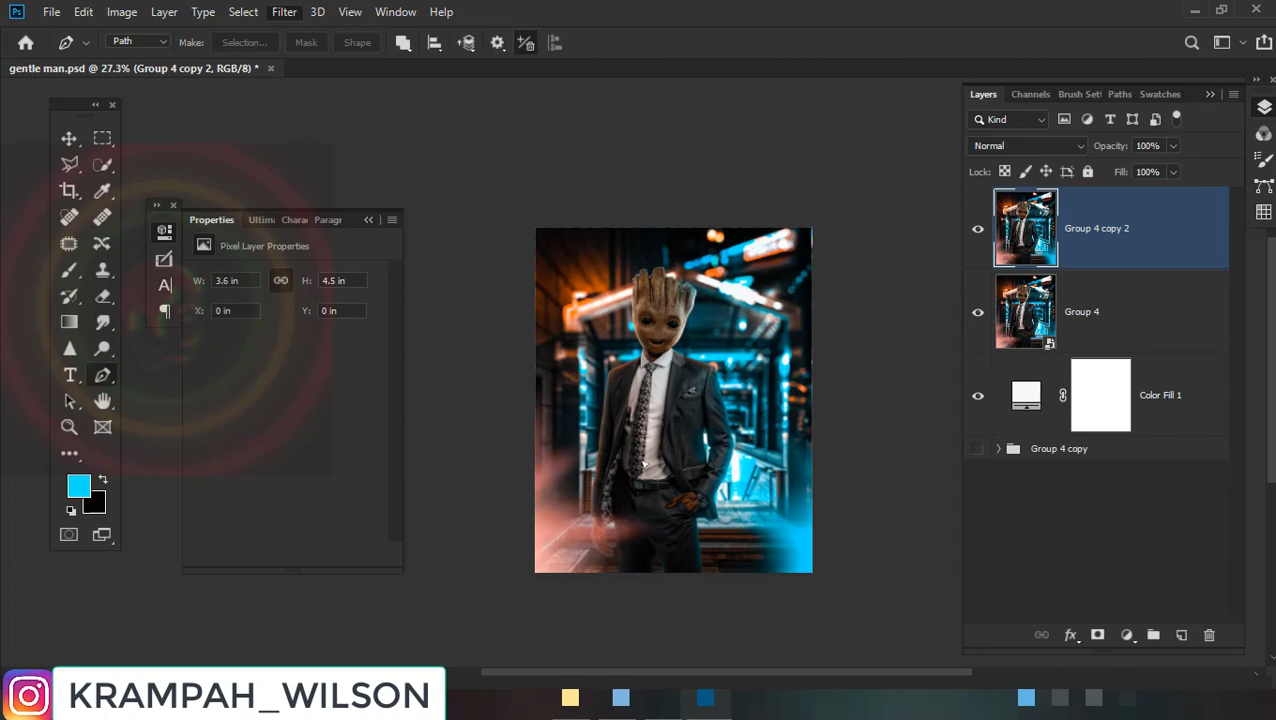 Ps File Edit Image Layer Type Select Filter 3D View Window Help
Path Make: Selection... Mask Shape
gentle man.psd @ 27.3% (Group 4 copy 2, RGB/8) *
Layers Channels Brush Set Paths Swatches
Kind
Normal Opacity: 100%
Lock: Fill: 100%
Properties Ultim Chara Paragr
Pixel Layer Properties
W: 3.6 in H: 4.5 in
X: 0 in Y: 0 in
Group 4 copy 2
Group 4
Color Fill 1
Group 4 copy
KRAMPAH_WILSON